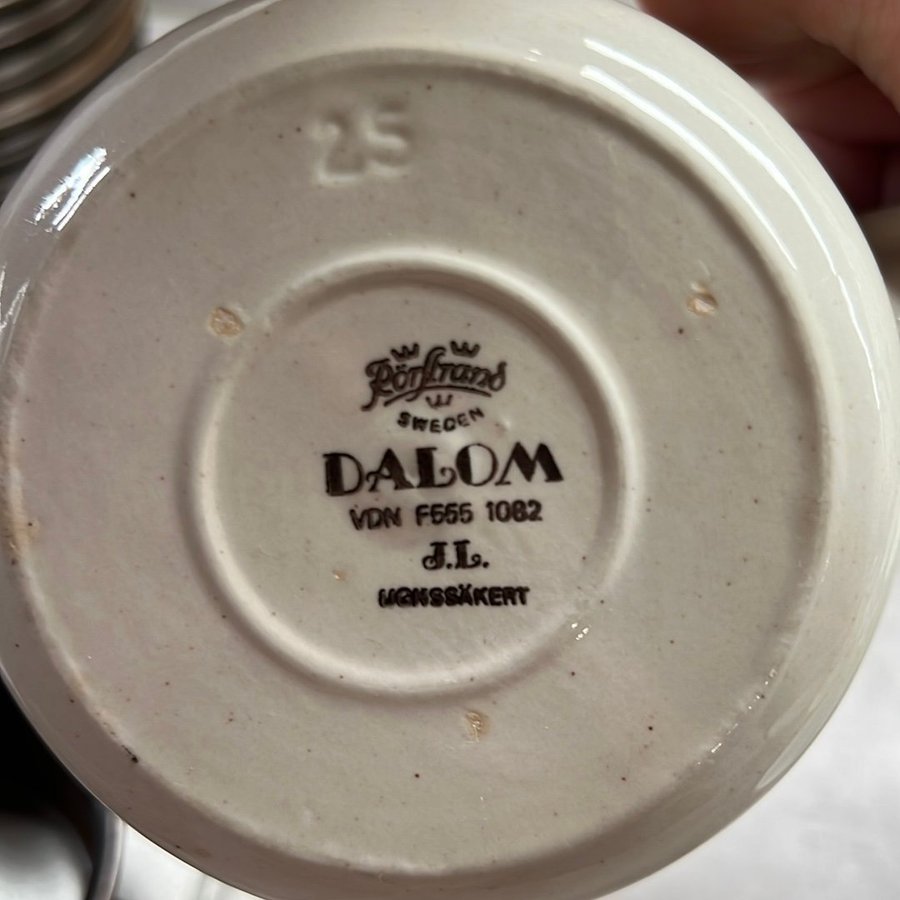 25
Rörstrand
SWEDEN
DALOM
VDN F555 1082
J.L.
UGNSSÄKERT